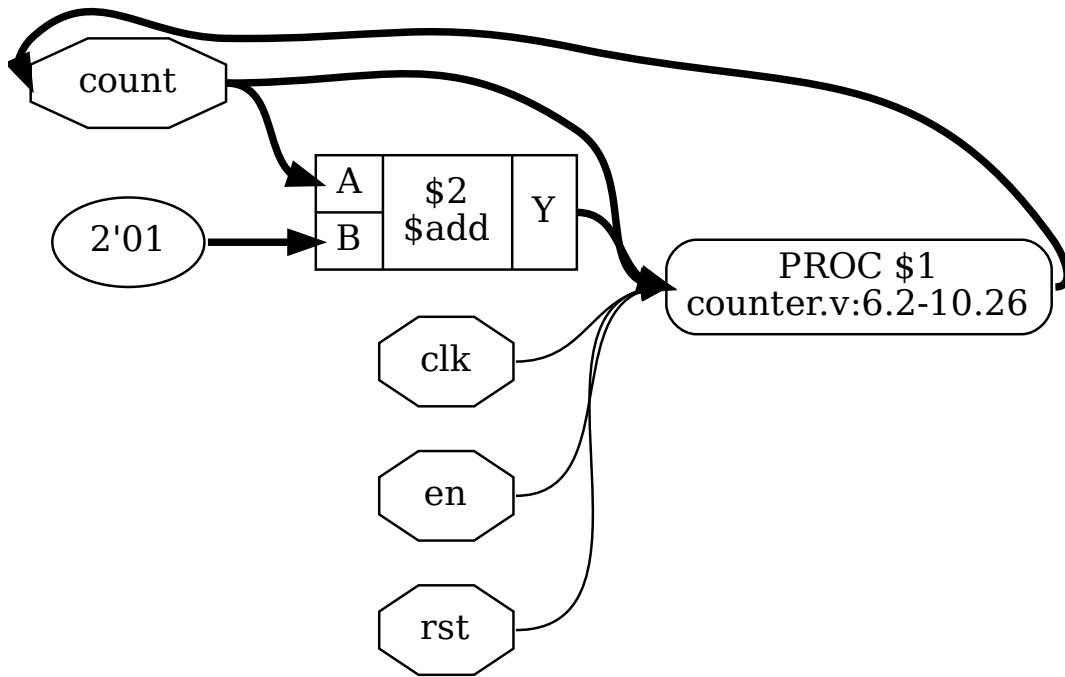 count
A
$2
$add
Y
2'01
B
PROC $1
counter.v:6.2-10.26
clk
en
rst